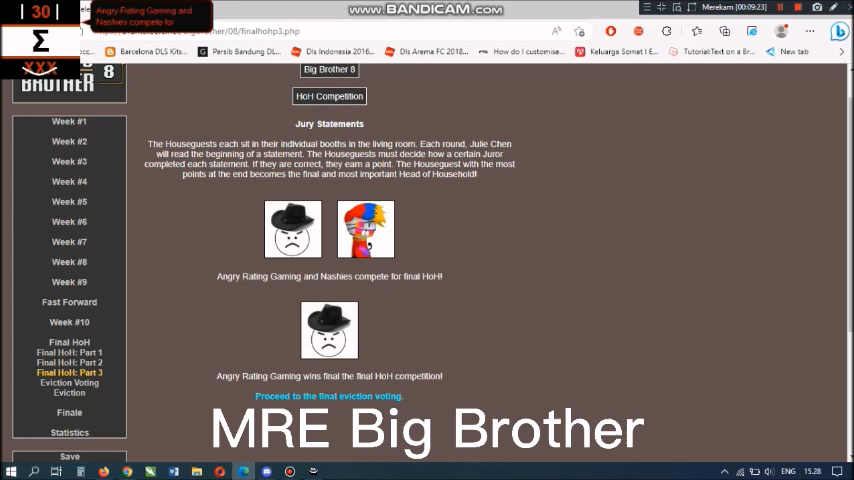 30
Angry Rating Gaming and
Nashies compete for
Σ
XXX
BROTHER
8
www.BANDICAM.com
Merekam [00:09:23]
/08/finalhohp3.php
Barcelona DLS Kits...
Persib Bandung DL...
Dls Indonesia 2016...
Dls Arema FC 2018...
How do I customise...
Keluarga Somat I E...
Tutorial:Text on a Br...
New tab
Big Brother 8
HoH Competition
Jury Statements
The Houseguests each sit in their individual booths in the living room. Each round, Julie Chen
will read the beginning of a statement. The Houseguests must decide how a certain Juror
completed each statement. If they are correct, they earn a point. The Houseguest with the most
points at the end becomes the final and most important Head of Household!
Angry Rating Gaming and Nashies compete for final HoH!
Angry Rating Gaming wins final the final HoH competition!
Proceed to the final eviction voting.
Week #1
Week #2
Week #3
Week #4
Week #5
Week #6
Week #7
Week #8
Week #9
Fast Forward
Week #10
Final HoH
Final HoH: Part 1
Final HoH: Part 2
Final HoH: Part 3
Eviction Voting
Eviction
Finale
Statistics
Save
MRE Big Brother
ENG
15.28